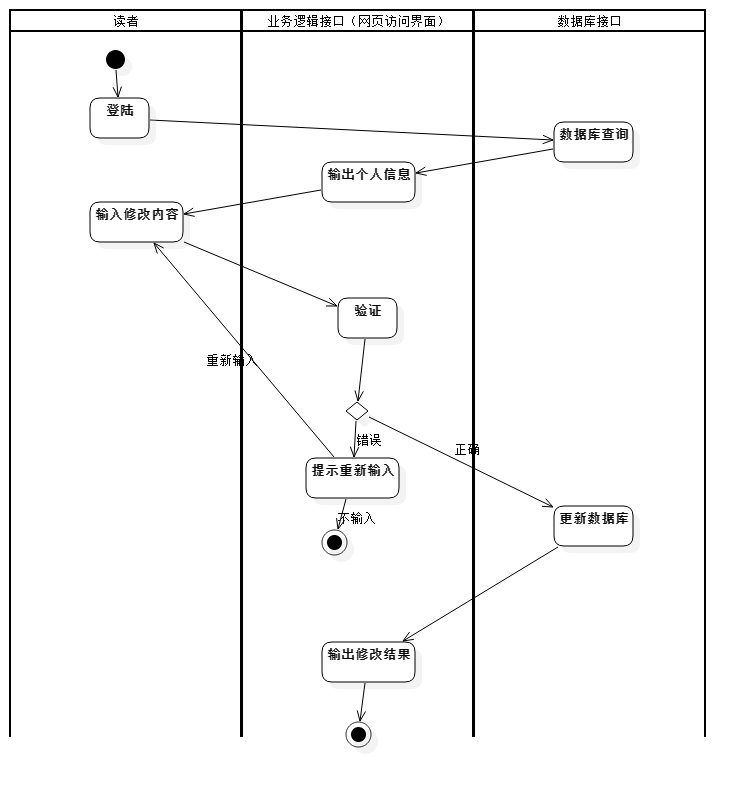 读者
业务逻辑接口（网页访问界面）
数据库接口
登陆
数据库查询
输出个人信息
输入修改内容
验证
重新输入
错误
正确
提示重新输入
不输入
更新数据库
输出修改结果